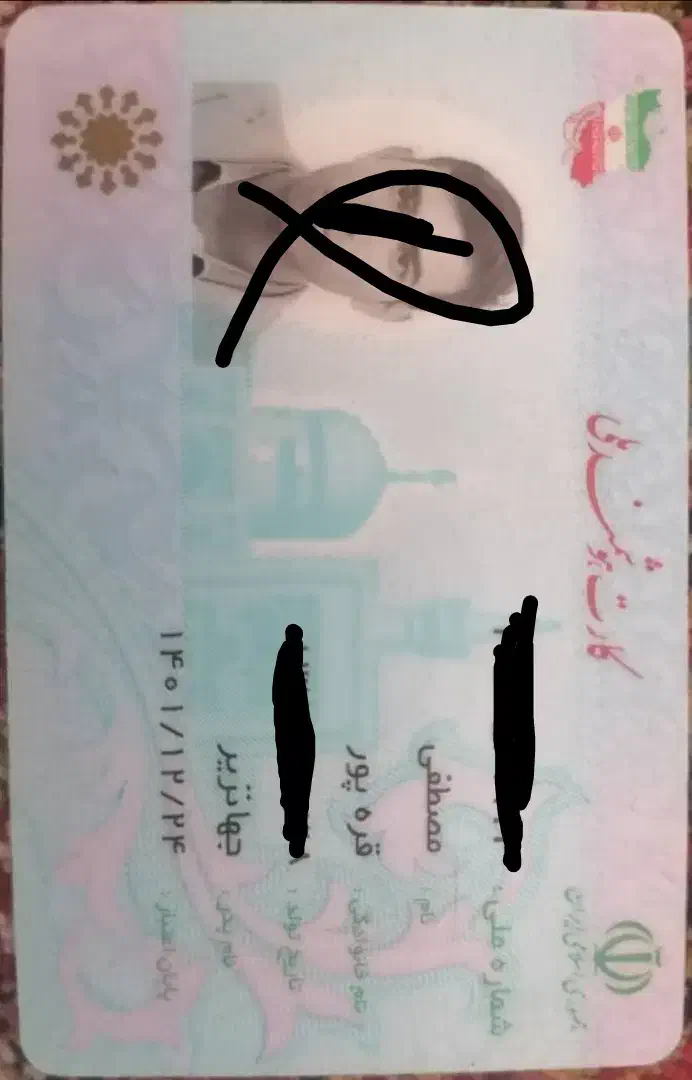 کارت هوشمند ملی
جمهوری اسلامی ایران
شماره ملی :
نام : مصطفی
نام خانوادگی : قره پور
تاریخ تولد :
نام پدر : جهانزیر
پایان اعتبار : ۱۴۰۱/۱۲/۲۴